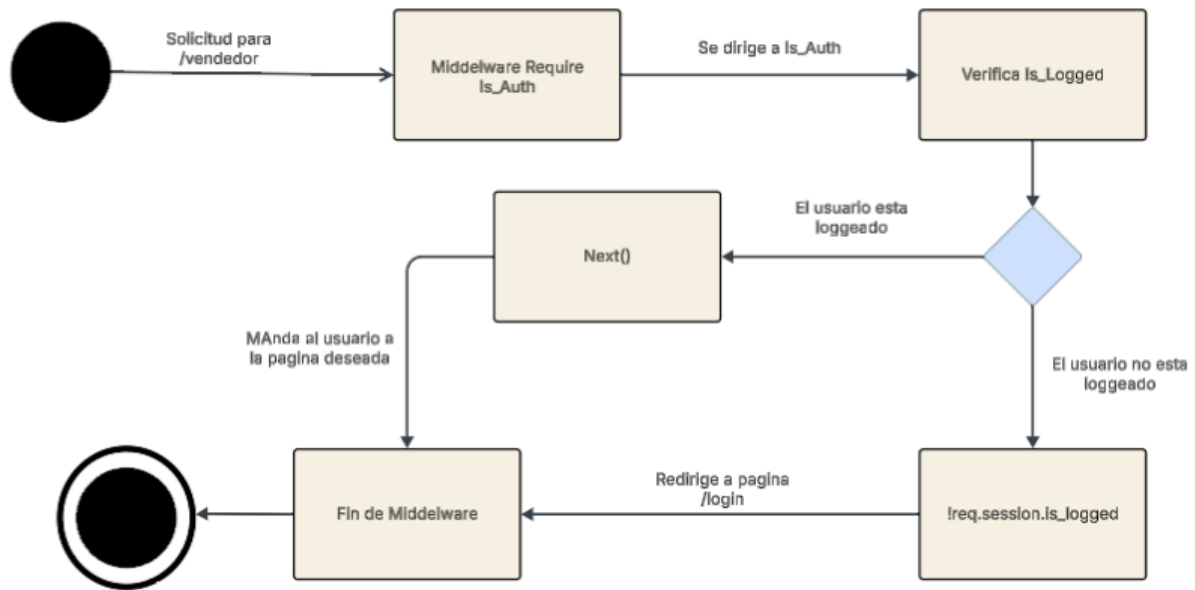 Solicitud para
/vendedor
Middelware Require
Is_Auth
Se dirige a Is_Auth
Verifica Is_Logged
El usuario esta
loggeado
Next()
MAnda al usuario a
la pagina deseada
El usuario no esta
loggeado
Redirige a pagina
/login
Fin de Middelware
!req.session.is_logged